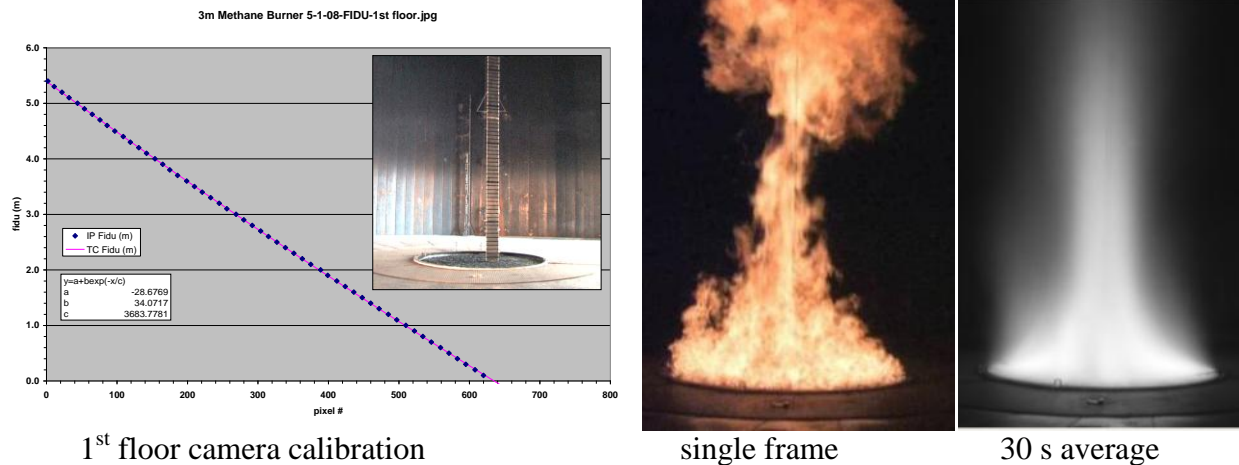 3m Methane Burner 5-1-08-FIDU-1st floor.jpg
6.0
5.0
4.0
3.0
2.0
1.0
0.0
fidu (m)
IP Fidu (m)
TC Fidu (m)
y=a+bexp(-x/c)
a -28.6769
b 34.0717
c 3683.7781
0 100 200 300 400 500 600 700 800
pixel #
1st floor camera calibration
single frame
30 s average